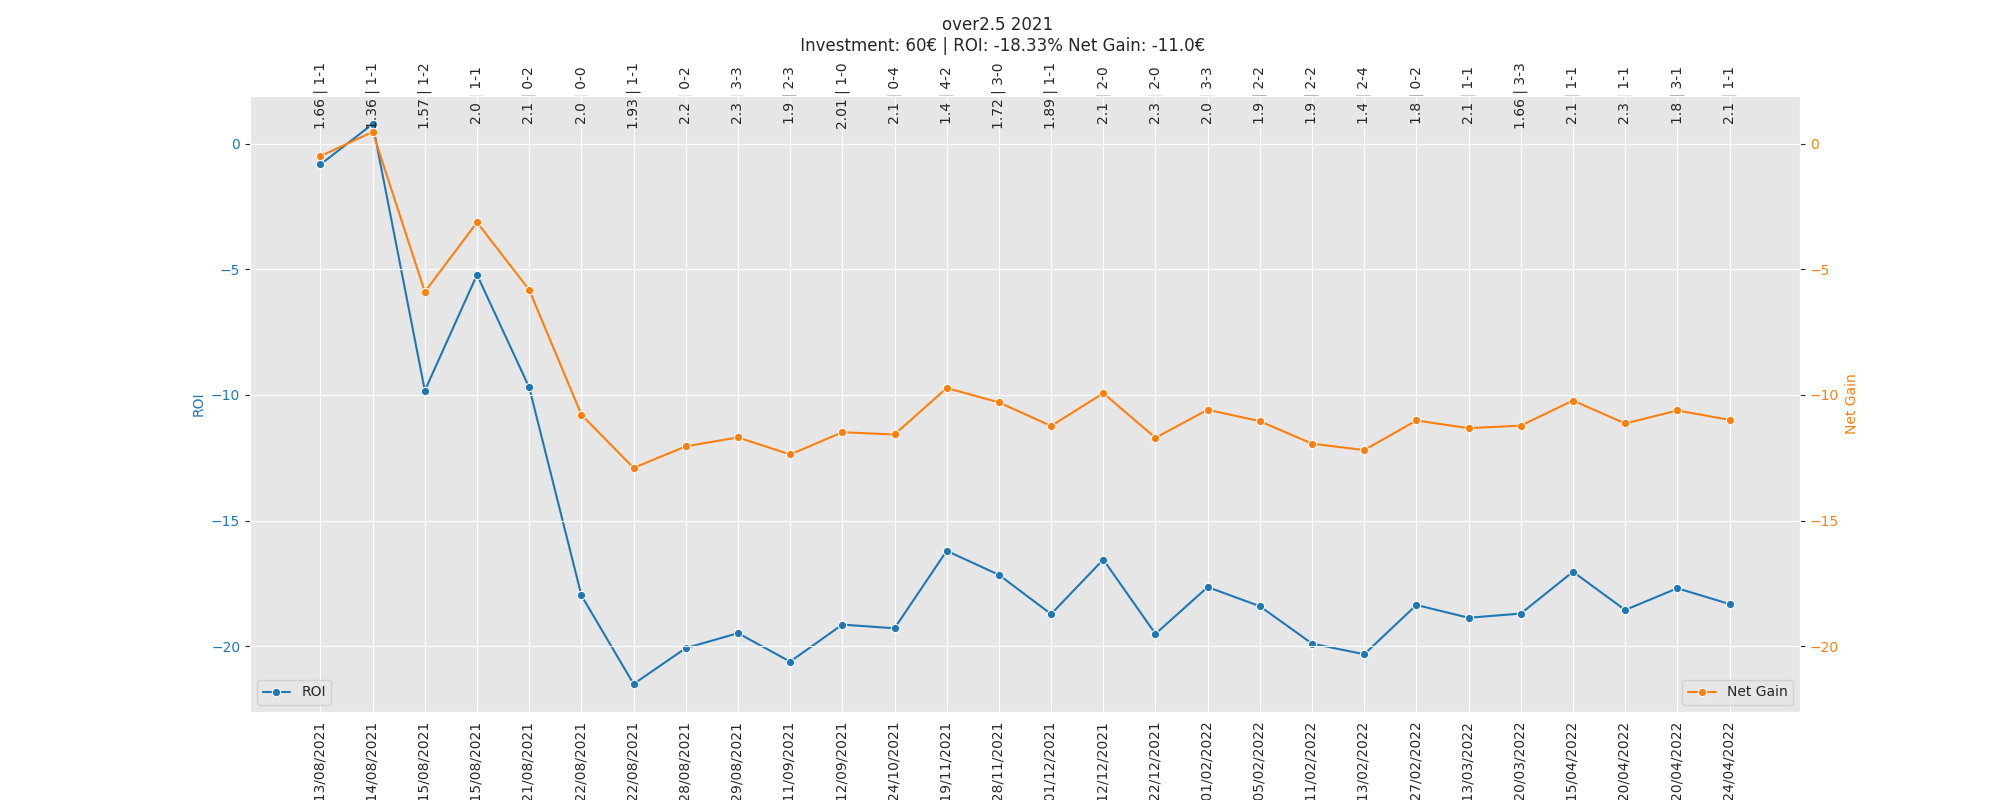 over2.5 2021
Investment: 60€ | ROI: -18.33% Net Gain: -11.0€
1.66 | 1-1
1.36 | 1-1
1.57 | 1-2
2.0 | 1-1
2.1 | 0-2
2.0 | 0-0
1.93 | 1-1
2.2 | 0-2
2.3 | 3-3
1.9 | 2-3
2.01 | 1-0
2.1 | 0-4
1.4 | 4-2
1.72 | 3-0
1.89 | 1-1
2.1 | 2-0
2.3 | 2-0
2.0 | 3-3
1.9 | 2-2
1.9 | 2-2
1.4 | 2-4
1.8 | 0-2
2.1 | 1-1
1.66 | 3-3
2.1 | 1-1
2.3 | 1-1
1.8 | 3-1
2.1 | 1-1
0
−5
−10
−15
−20
ROI
0
−5
−10
−15
−20
Net Gain
ROI
Net Gain
13/08/2021
14/08/2021
15/08/2021
15/08/2021
21/08/2021
22/08/2021
22/08/2021
28/08/2021
29/08/2021
11/09/2021
12/09/2021
24/10/2021
19/11/2021
28/11/2021
01/12/2021
12/12/2021
22/12/2021
01/02/2022
05/02/2022
11/02/2022
13/02/2022
27/02/2022
13/03/2022
20/03/2022
15/04/2022
20/04/2022
20/04/2022
24/04/2022